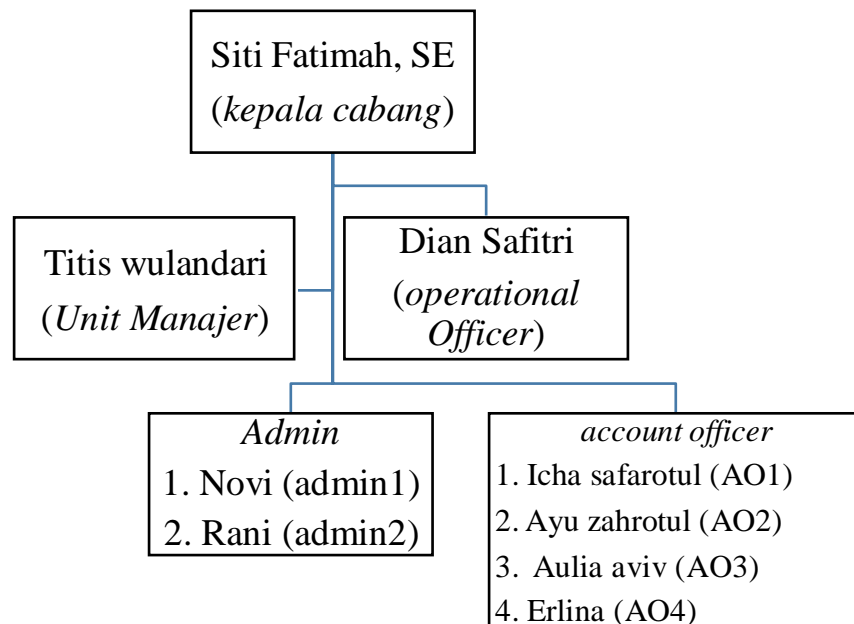 Siti Fatimah, SE
(kepala cabang)
Titis wulandari
(Unit Manajer)
Dian Safitri
(operational
Officer)
Admin
1. Novi (admin1)
2. Rani (admin2)
account officer
1. Icha safarotul (AO1)
2. Ayu zahrotul (AO2)
3. Aulia aviv (AO3)
4. Erlina (AO4)